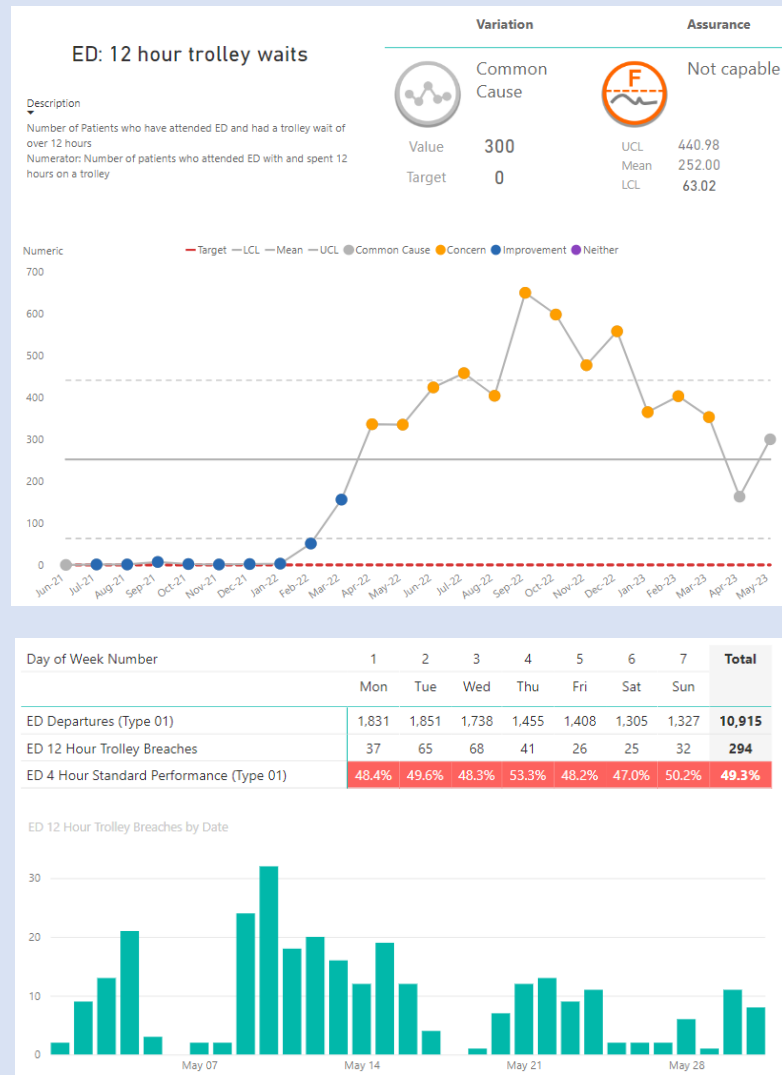 ED: 12 hour trolley waits
Description
Number of Patients who have attended ED and had a trolley wait of
over 12 hours
Numerator: Number of patients who attended ED with and spent 12
hours on a trolley
Variation
Assurance
Common
Cause
F
Not capable
Value 300
Target 0
UCL 440.98
Mean 252.00
LCL 63.02
Numeric
Target LCL Mean UCL Common Cause Concern Improvement Neither
700
600
500
400
300
200
100
0
Jun-21 Jul-21 Aug-21 Sep-21 Oct-21 Nov-21 Dec-21 Jan-22 Feb-22 Mar-22 Apr-22 May-22 Jun-22 Jul-22 Aug-22 Sep-22 Oct-22 Nov-22 Dec-22 Jan-23 Feb-23 Mar-23 Apr-23 May-23
Day of Week Number 1 2 3 4 5 6 7 Total
Mon Tue Wed Thu Fri Sat Sun
ED Departures (Type 01) 1,831 1,851 1,738 1,455 1,408 1,305 1,327 10,915
ED 12 Hour Trolley Breaches 37 65 68 41 26 25 32 294
ED 4 Hour Standard Performance (Type 01) 48.4% 49.6% 48.3% 53.3% 48.2% 47.0% 50.2% 49.3%
ED 12 Hour Trolley Breaches by Date
30
20
10
0
May 07 May 14 May 21 May 28